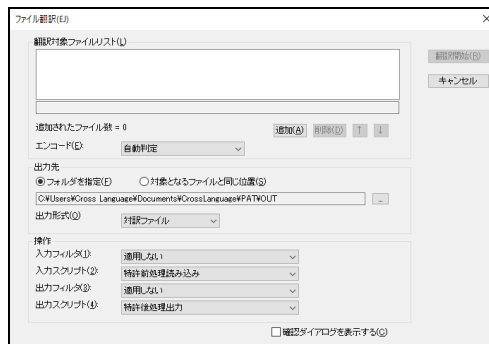 ファイル翻訳(EJ)
翻訳対象ファイルリスト(L)
翻訳開始(R)
キャンセル
追加されたファイル数 = 0
追加(A) 削除(D) ↑ ↓
エンコード(E): 自動判定
出力先
フォルダを指定(F) 対象となるファイルと同じ位置(S)
C:¥Users¥Cross Language¥Documents¥CrossLanguage¥PAT¥OUT ...
出力形式(O) 対訳ファイル
操作
入力フィルタ(1): 適用しない
入力スクリプト(2): 特許前処理読み込み
出力フィルタ(3): 適用しない
出力スクリプト(4): 特許後処理出力
確認ダイアログを表示する(C)